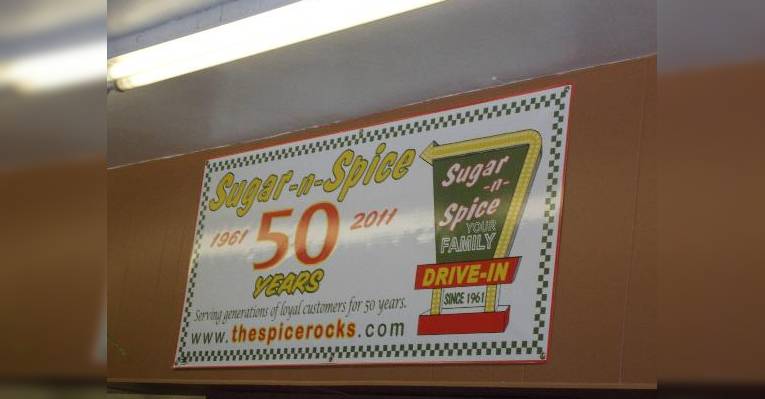 Sugar-n-Spice
1961 50 2011
YEARS
Serving generations of loyal customers for 50 years.
www.thespicerocks.com
Sugar
-n-
Spice
YOUR
FAMILY
DRIVE-IN
SINCE 1961